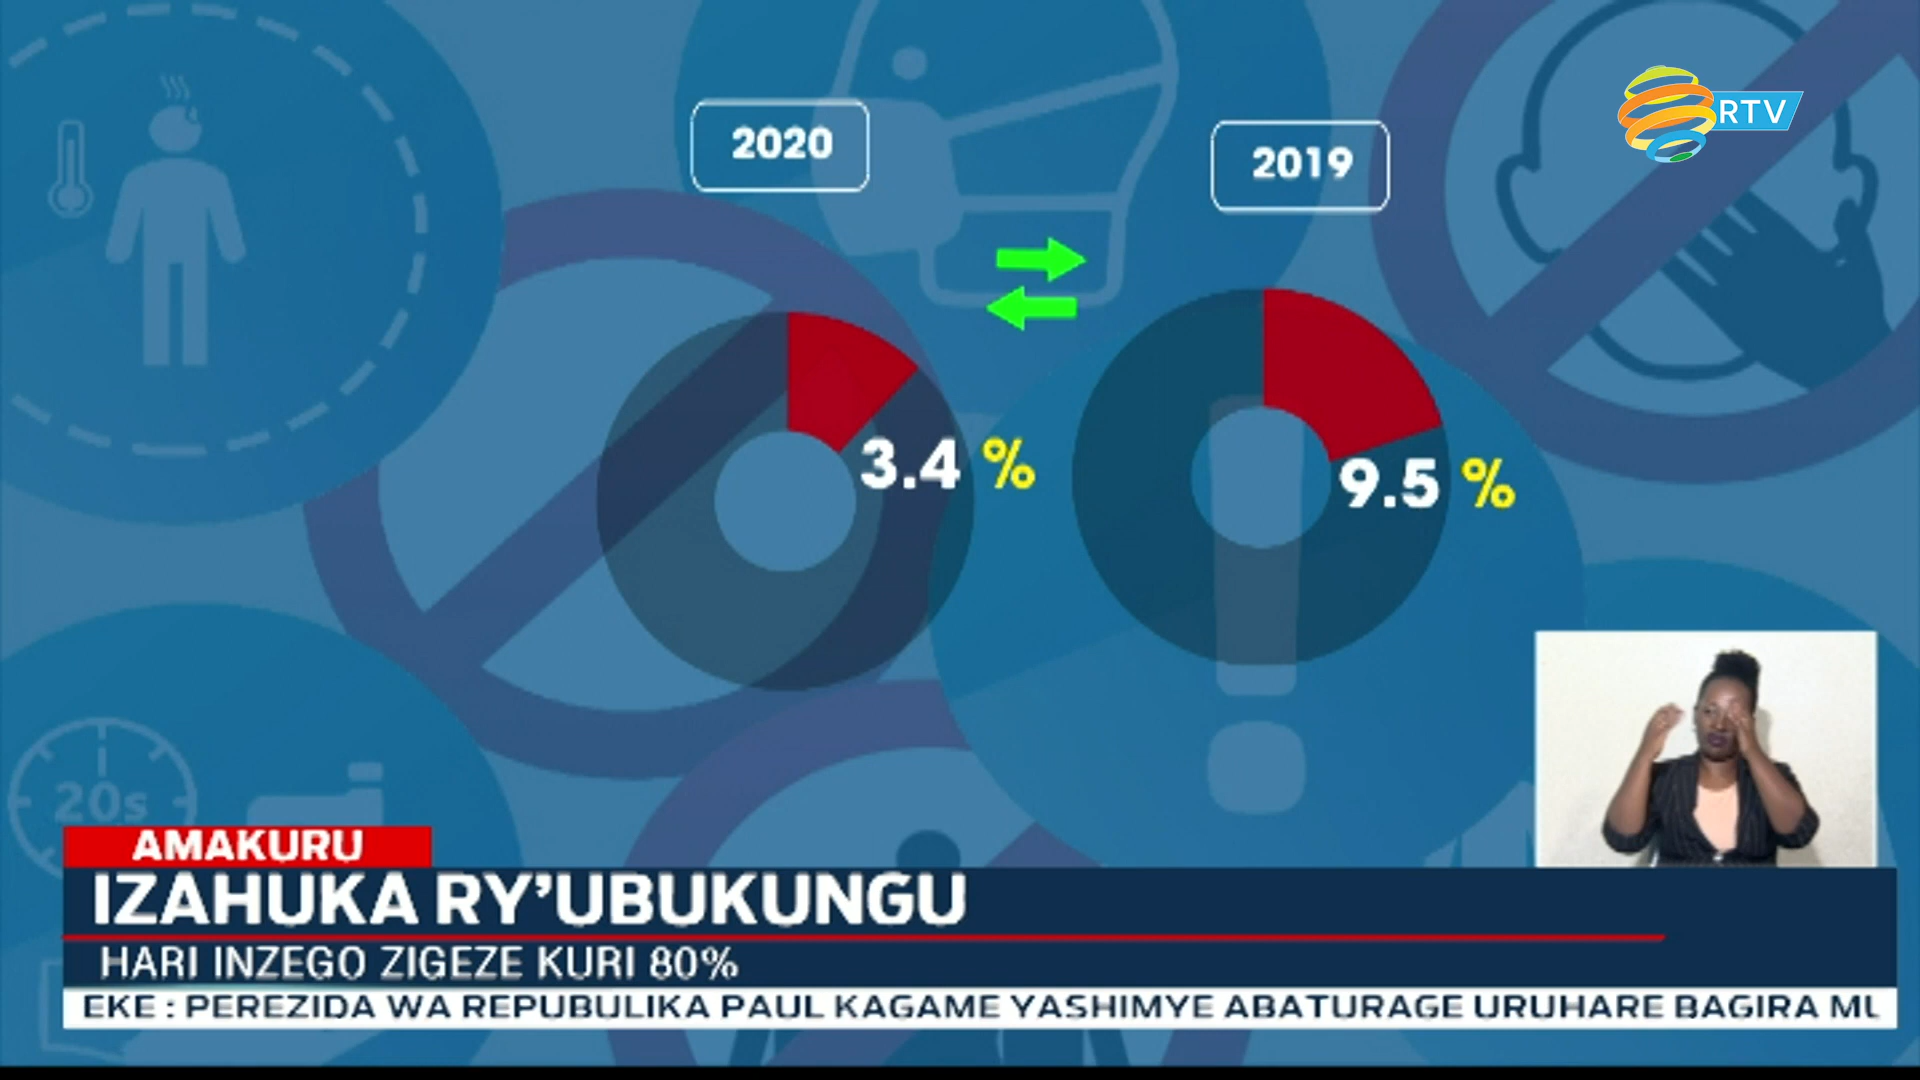 RTV
2020
2019
3.4 %
9.5 %
20s
AMAKURU
IZAHUKA RY'UBUKUNGU
HARI INZEGO ZIGEZE KURI 80%
EKE : PEREZIDA WA REPUBULIKA PAUL KAGAME YASHIMYE ABATURAGE URUHARE BAGIRA